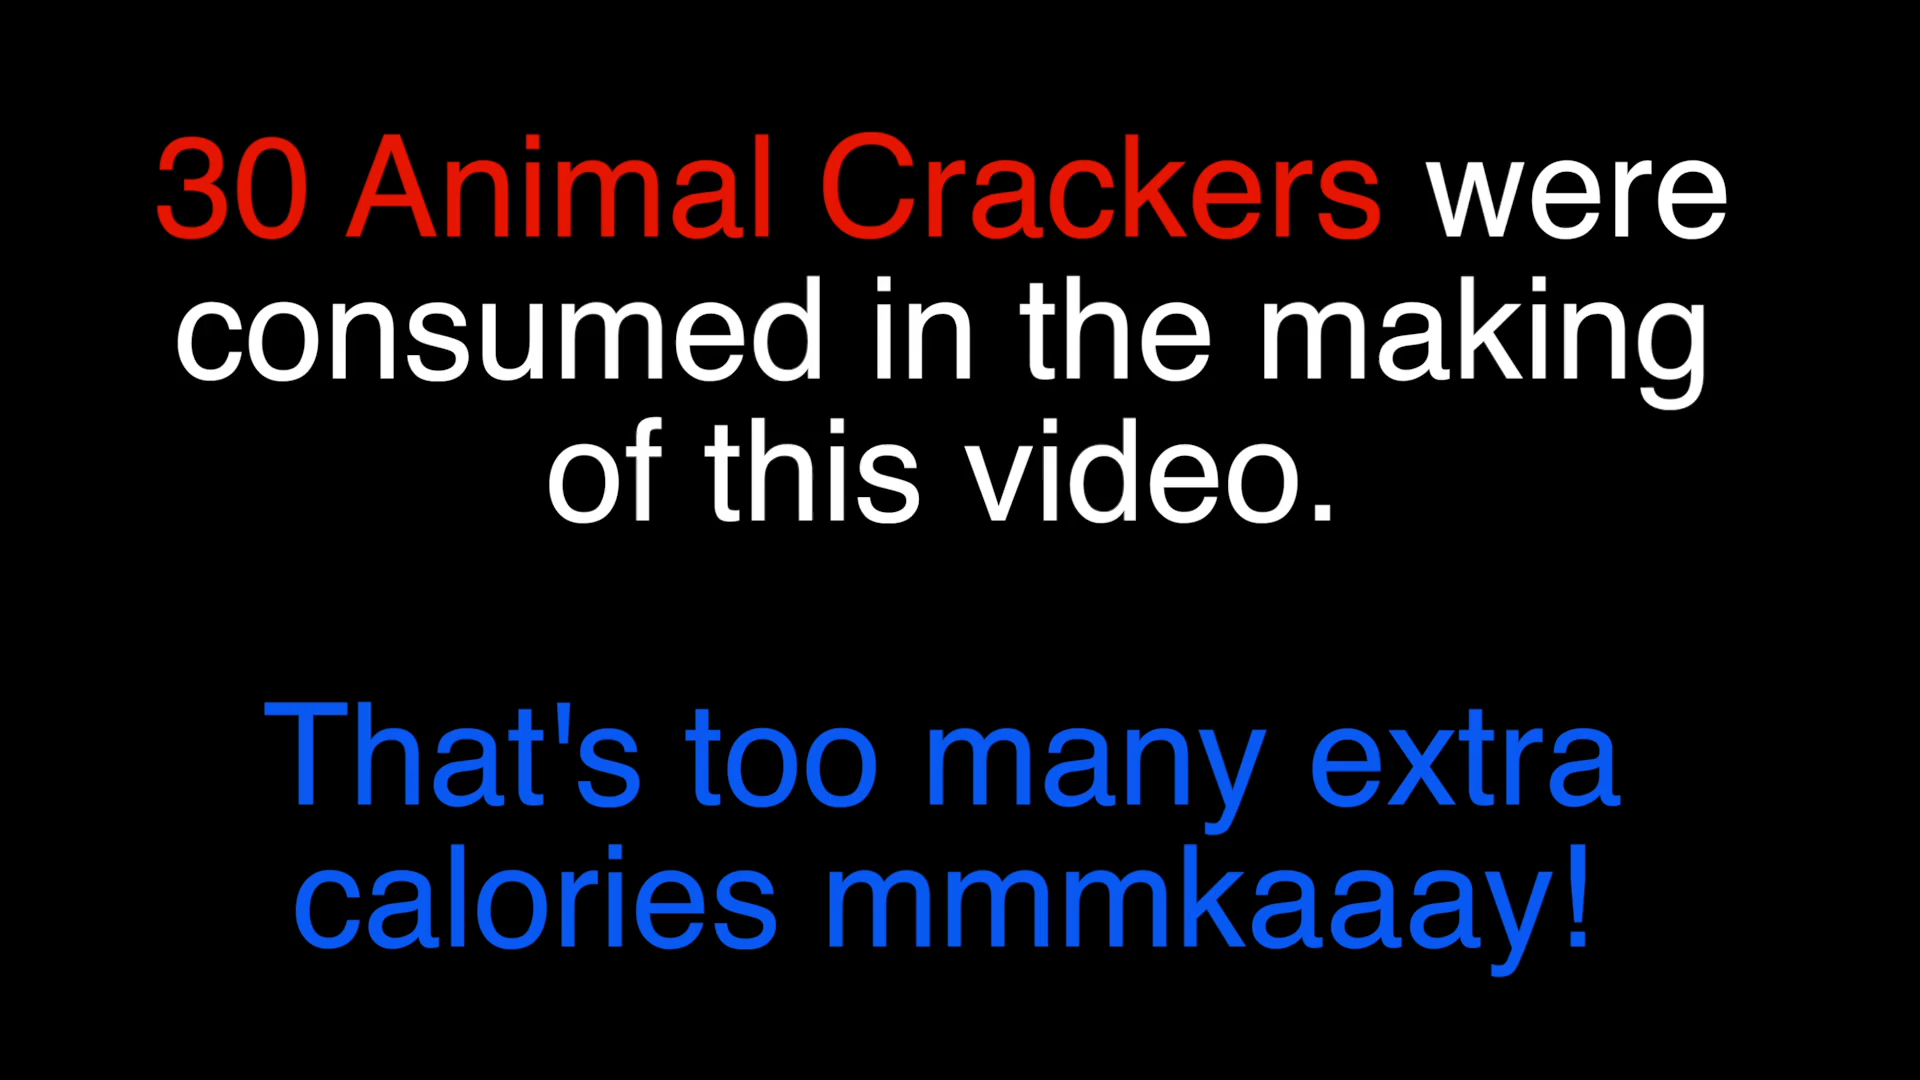 30 Animal Crackers were
consumed in the making
of this video.
That's too many extra
calories mmmkaaay!